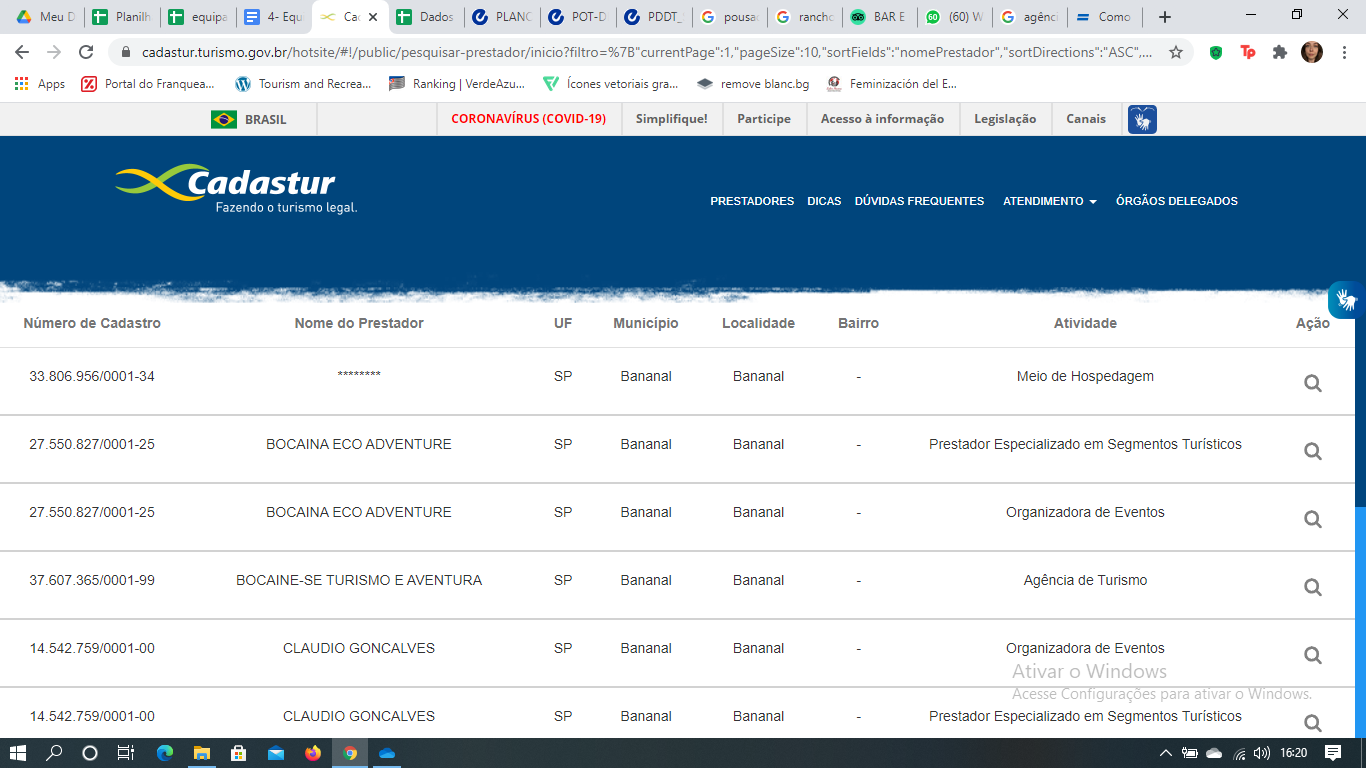 Meu D
Planilh
equipa
4- Equ
Cad
Dados
PLANC
POT-D
PDDT_
pousa
rancho
BAR E
(60) W
agênci
Como
cadastur.turismo.gov.br/hotsite/#!/public/pesquisar-prestador/inicio?filtro=%7B"currentPage":1,"pageSize":10,"sortFields":"nomePrestador","sortDirections":"ASC",...
Apps Portal do Franquea... Tourism and Recrea... Ranking | VerdeAzu... Ícones vetoriais gra... remove blanc.bg Feminización del E...
BRASIL CORONAVÍRUS (COVID-19) Simplifique! Participe Acesso à informação Legislação Canais
Cadastur
Fazendo o turismo legal.
PRESTADORES DICAS DÚVIDAS FREQUENTES ATENDIMENTO ÓRGÃOS DELEGADOS
Número de Cadastro Nome do Prestador UF Município Localidade Bairro Atividade Ação
33.806.956/0001-34 ******** SP Bananal Bananal - Meio de Hospedagem
27.550.827/0001-25 BOCAINA ECO ADVENTURE SP Bananal Bananal - Prestador Especializado em Segmentos Turísticos
27.550.827/0001-25 BOCAINA ECO ADVENTURE SP Bananal Bananal - Organizadora de Eventos
37.607.365/0001-99 BOCAINE-SE TURISMO E AVENTURA SP Bananal Bananal - Agência de Turismo
14.542.759/0001-00 CLAUDIO GONCALVES SP Bananal Bananal - Organizadora de Eventos
Ativar o Windows
Acesse Configurações para ativar o Windows.
14.542.759/0001-00 CLAUDIO GONCALVES SP Bananal Bananal - Prestador Especializado em Segmentos Turísticos
16:20